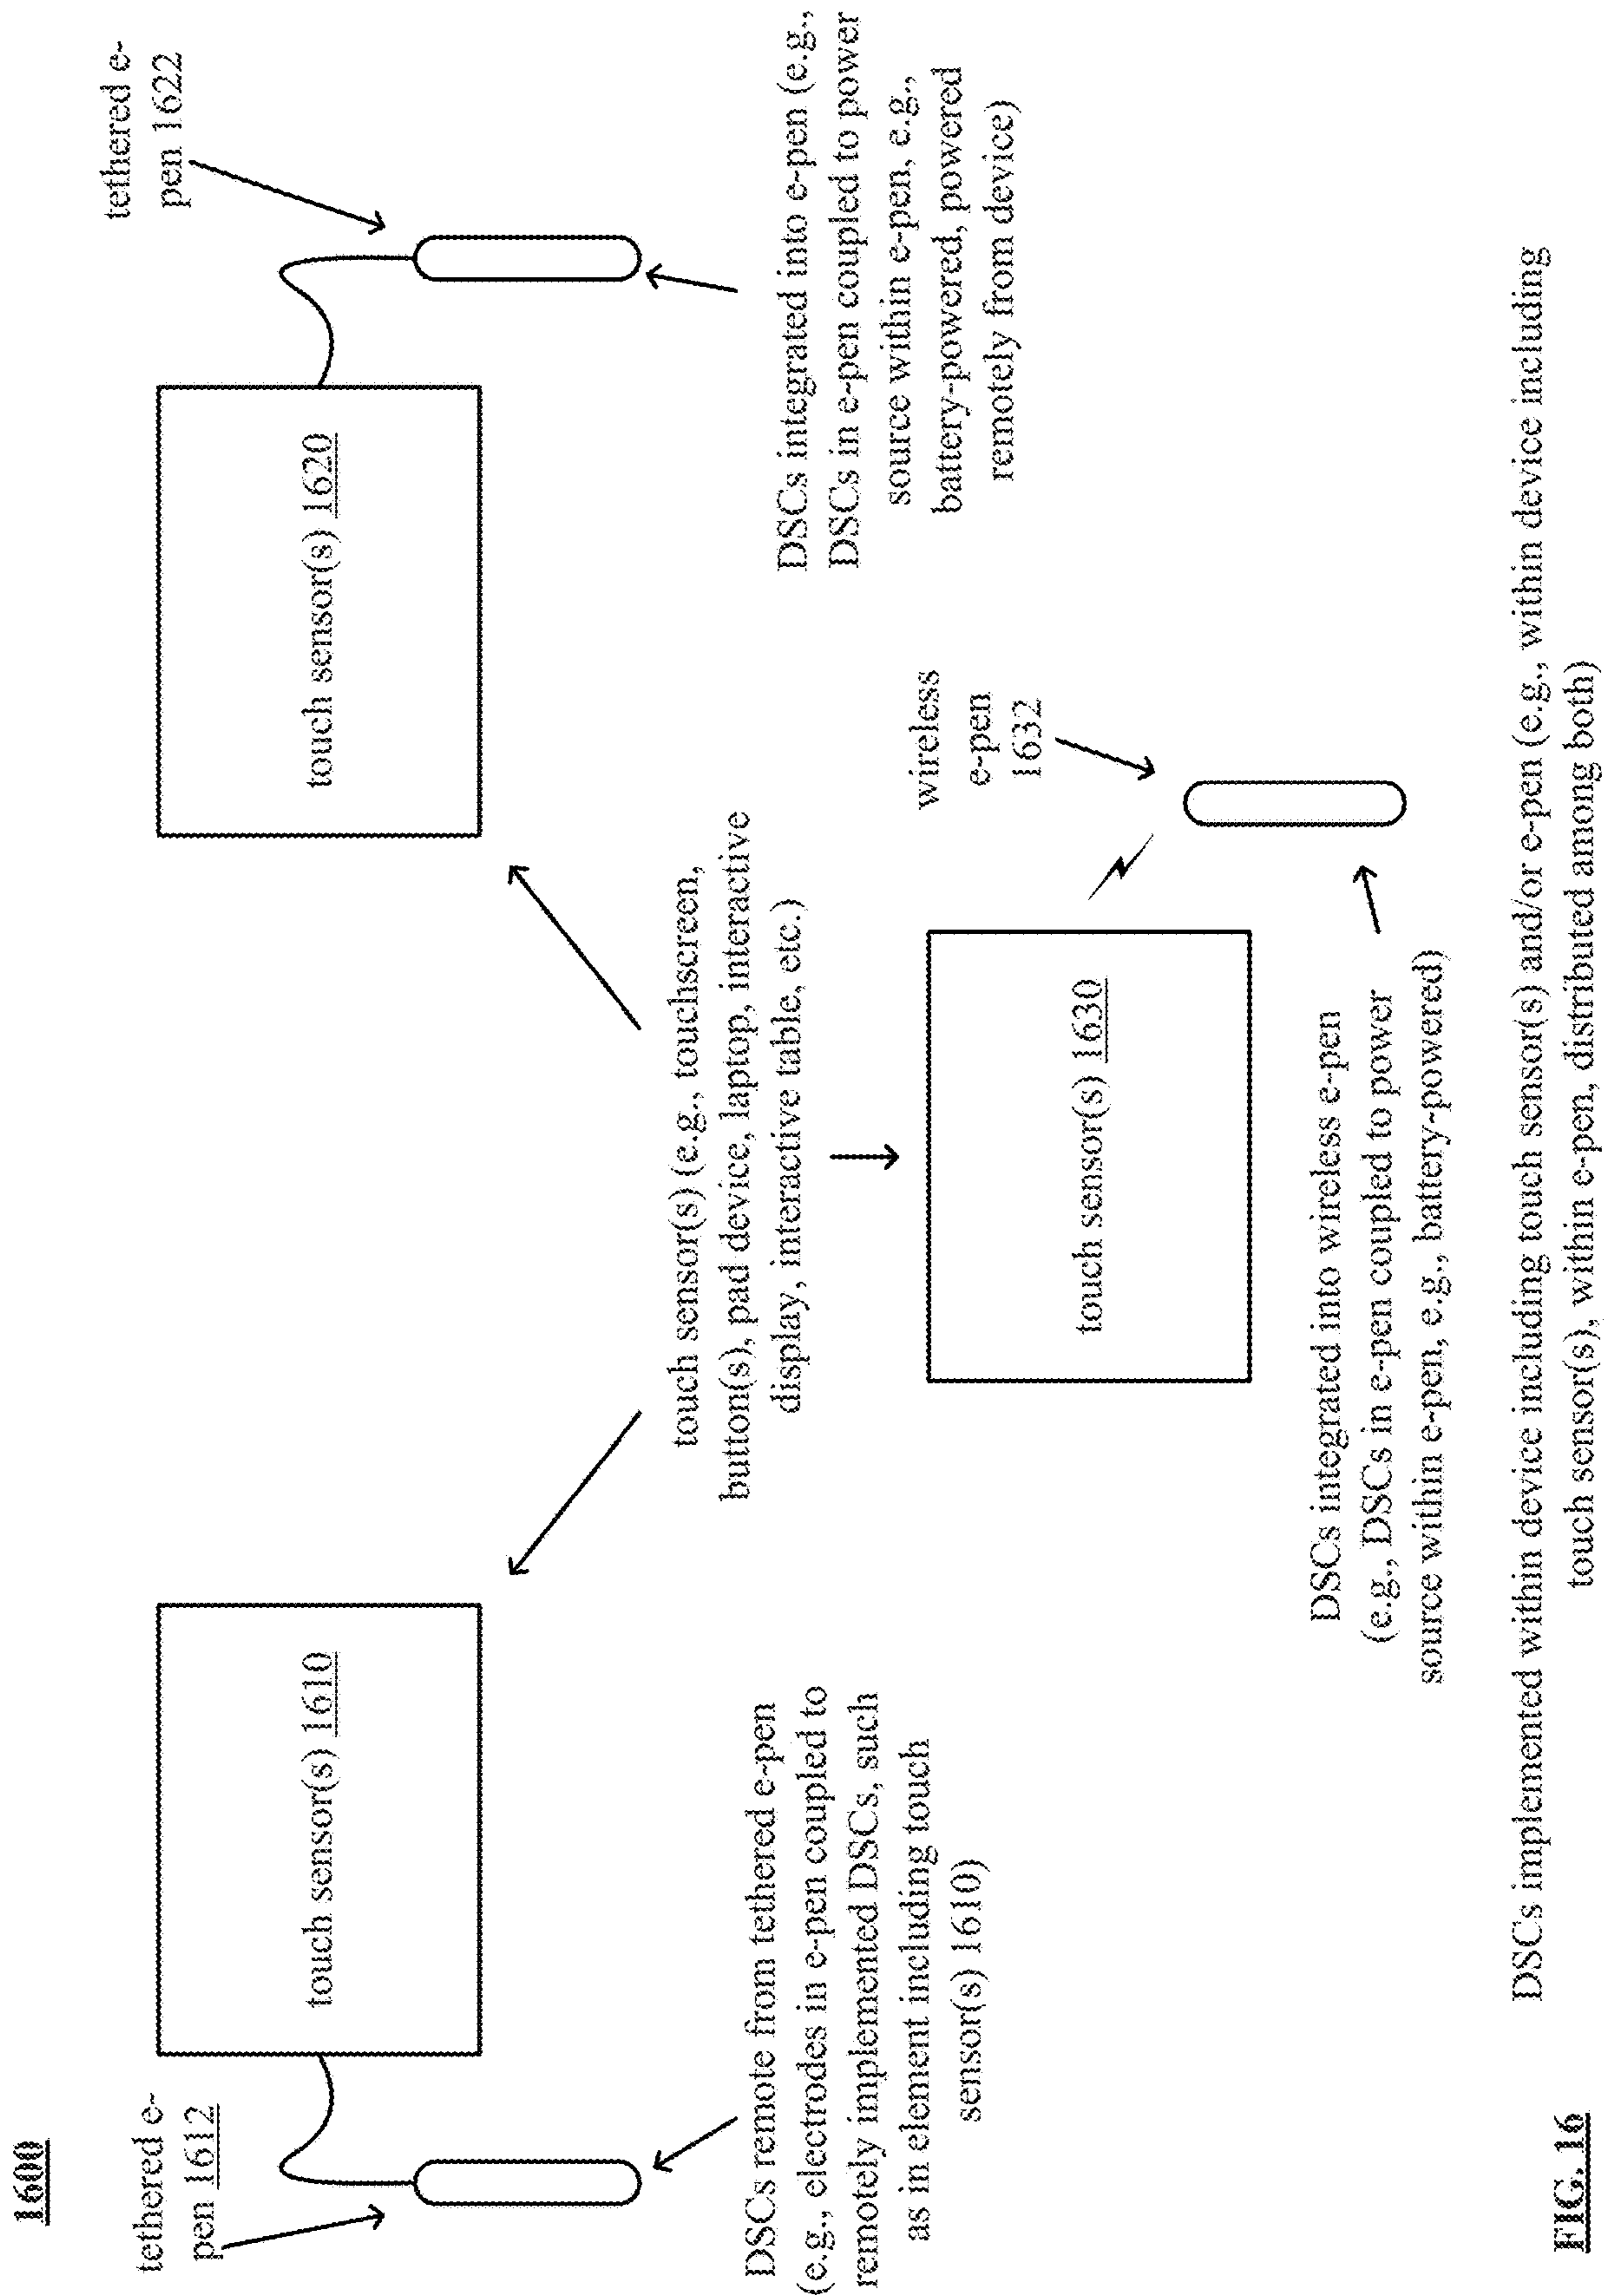 1600
tethered e-
pen 1612
touch sensor(s) 1610
DSCs remote from tethered e-pen
(e.g., electrodes in e-pen coupled to
remotely implemented DSCs, such
as in element including touch
sensor(s) 1610)
touch sensor(s) (e.g., touchscreen,
button(s), pad device, laptop, interactive
display, interactive table, etc.)
touch sensor(s) 1620
tethered e-
pen 1622
DSCs integrated into e-pen (e.g.,
DSCs in e-pen coupled to power
source within e-pen, e.g.,
battery-powered, powered
remotely from device)
touch sensor(s) 1630
wireless
e-pen
1632
DSCs integrated into wireless e-pen
(e.g., DSCs in e-pen coupled to power
source within e-pen, e.g., battery-powered)
DSCs implemented within device including touch sensor(s) and/or e-pen (e.g., within device including
touch sensor(s), within e-pen, distributed among both)
FIG. 16